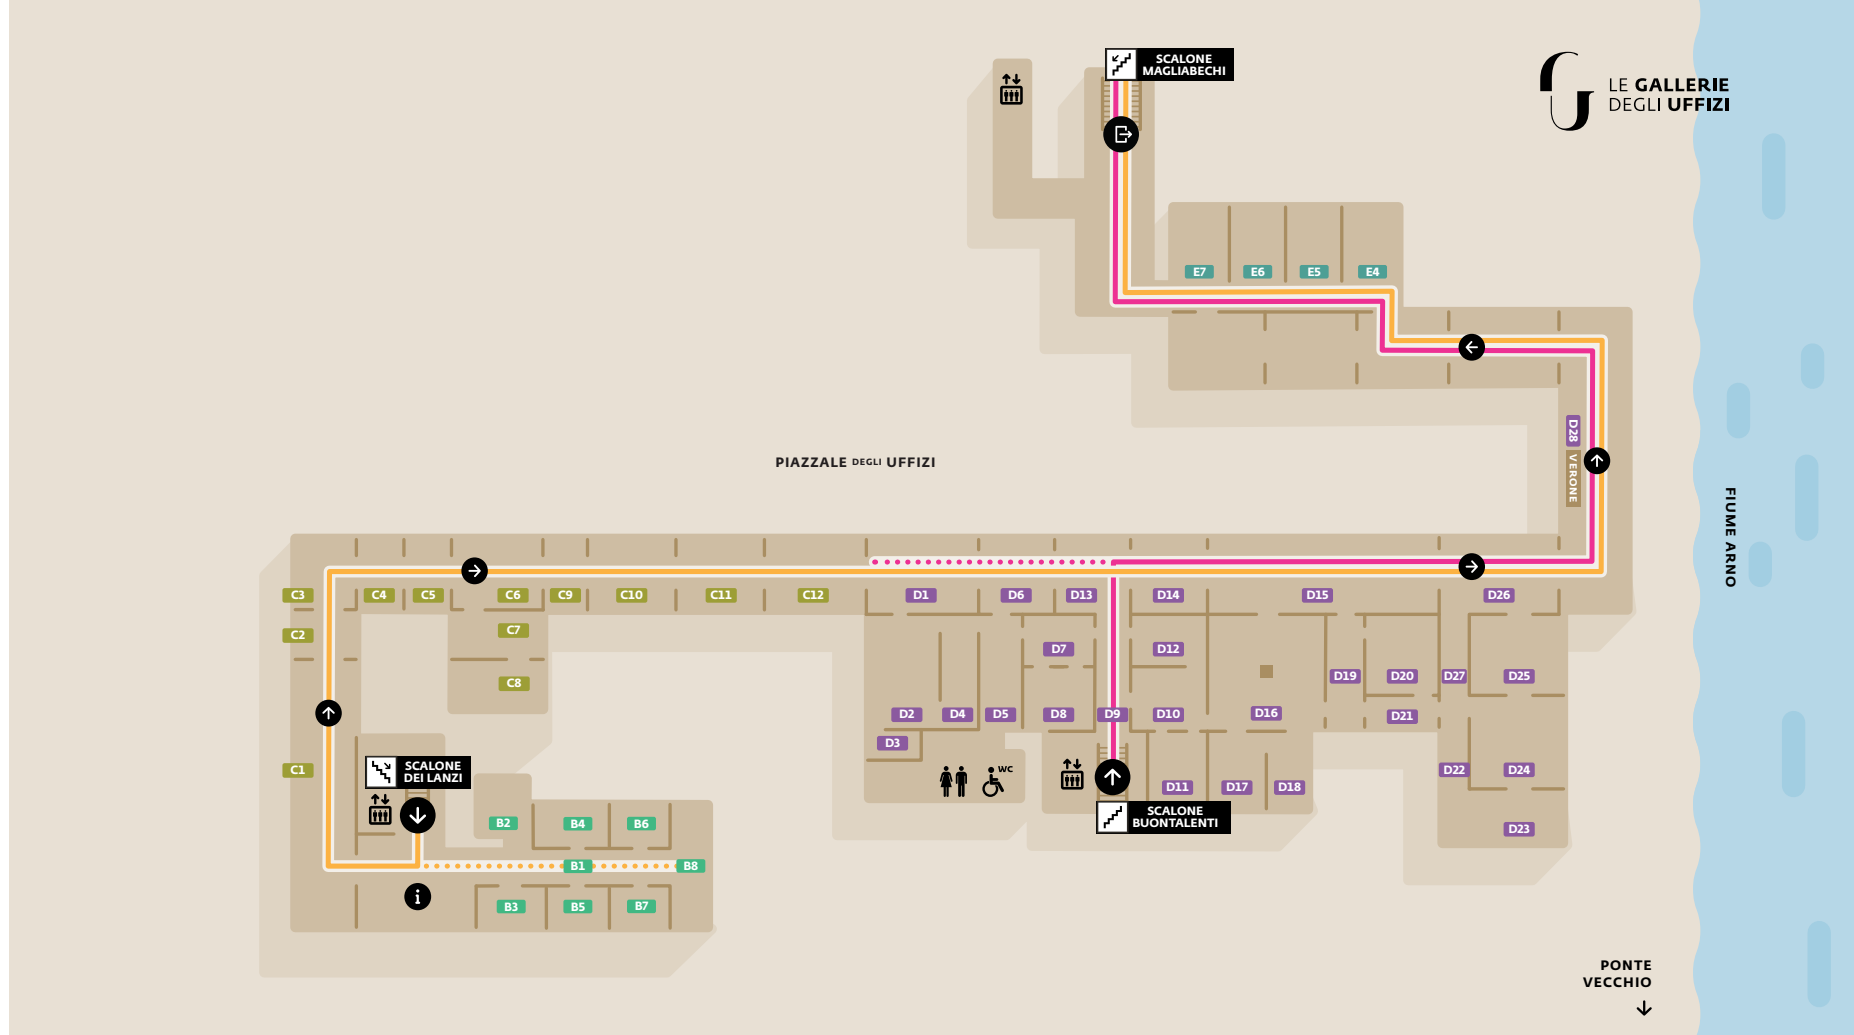 SCALONE
MAGLIABECHI
LE GALLERIE
DEGLI UFFIZI
E7
E6
E5
E4
D28
VERONE
PIAZZALE DEGLI UFFIZI
FIUME ARNO
C3
C4
C5
C6
C9
C10
C11
C12
D1
D6
D13
D14
D15
D26
C2
C7
D7
D12
C8
D19
D20
D27
D25
D2
D4
D5
D8
D9
D10
D16
D21
D3
C1
SCALONE
DEI LANZI
WC
D11
D17
D18
D22
D24
SCALONE
BUONTALENTI
B2
B4
B6
D23
B1
B8
i
B3
B5
B7
PONTE
VECCHIO